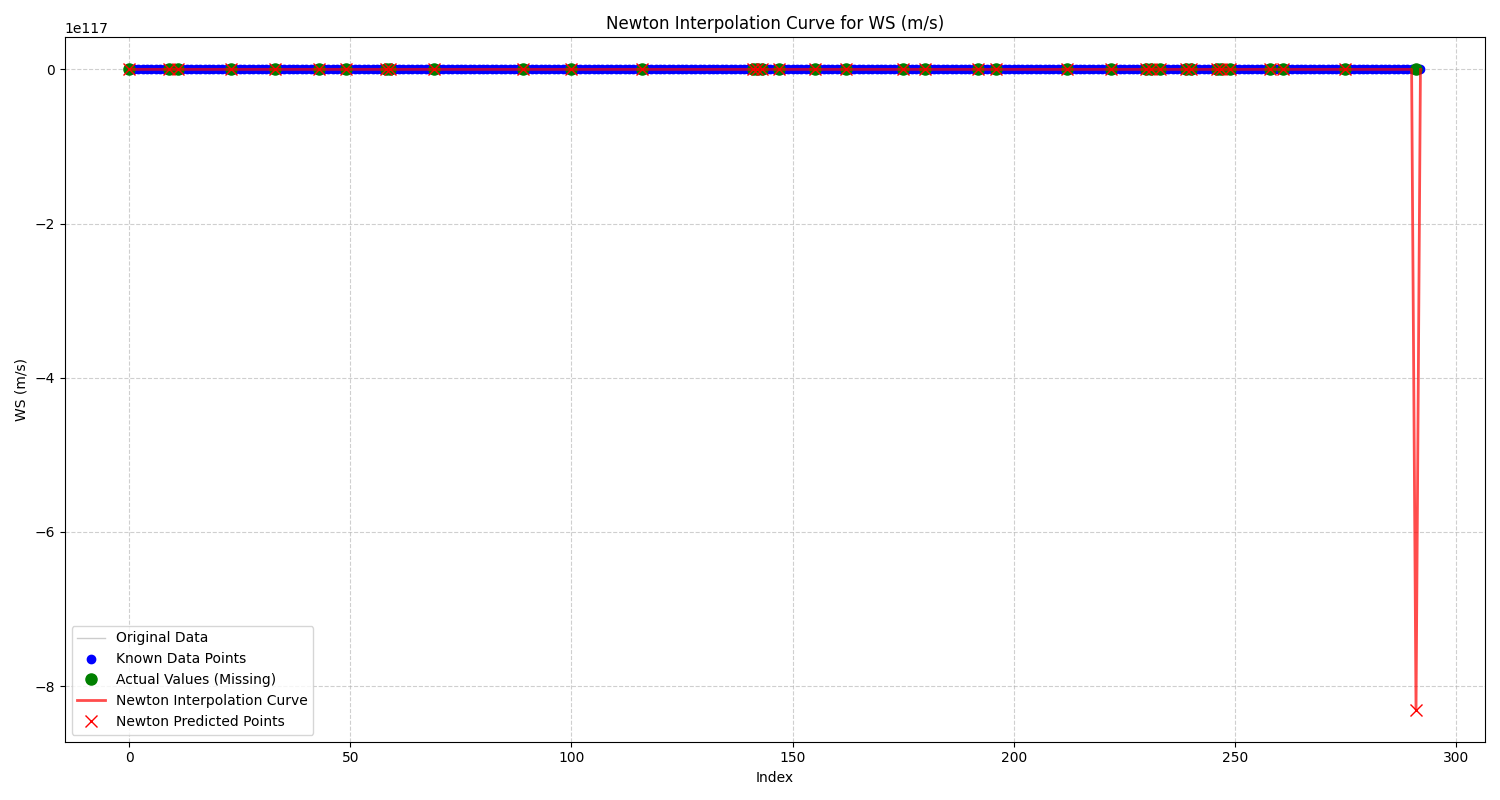 Newton Interpolation Curve for WS (m/s)
1e117
0
−2
−4
−6
−8
WS (m/s)
Original Data
Known Data Points
Actual Values (Missing)
Newton Interpolation Curve
Newton Predicted Points
0 50 100 150 200 250 300
Index